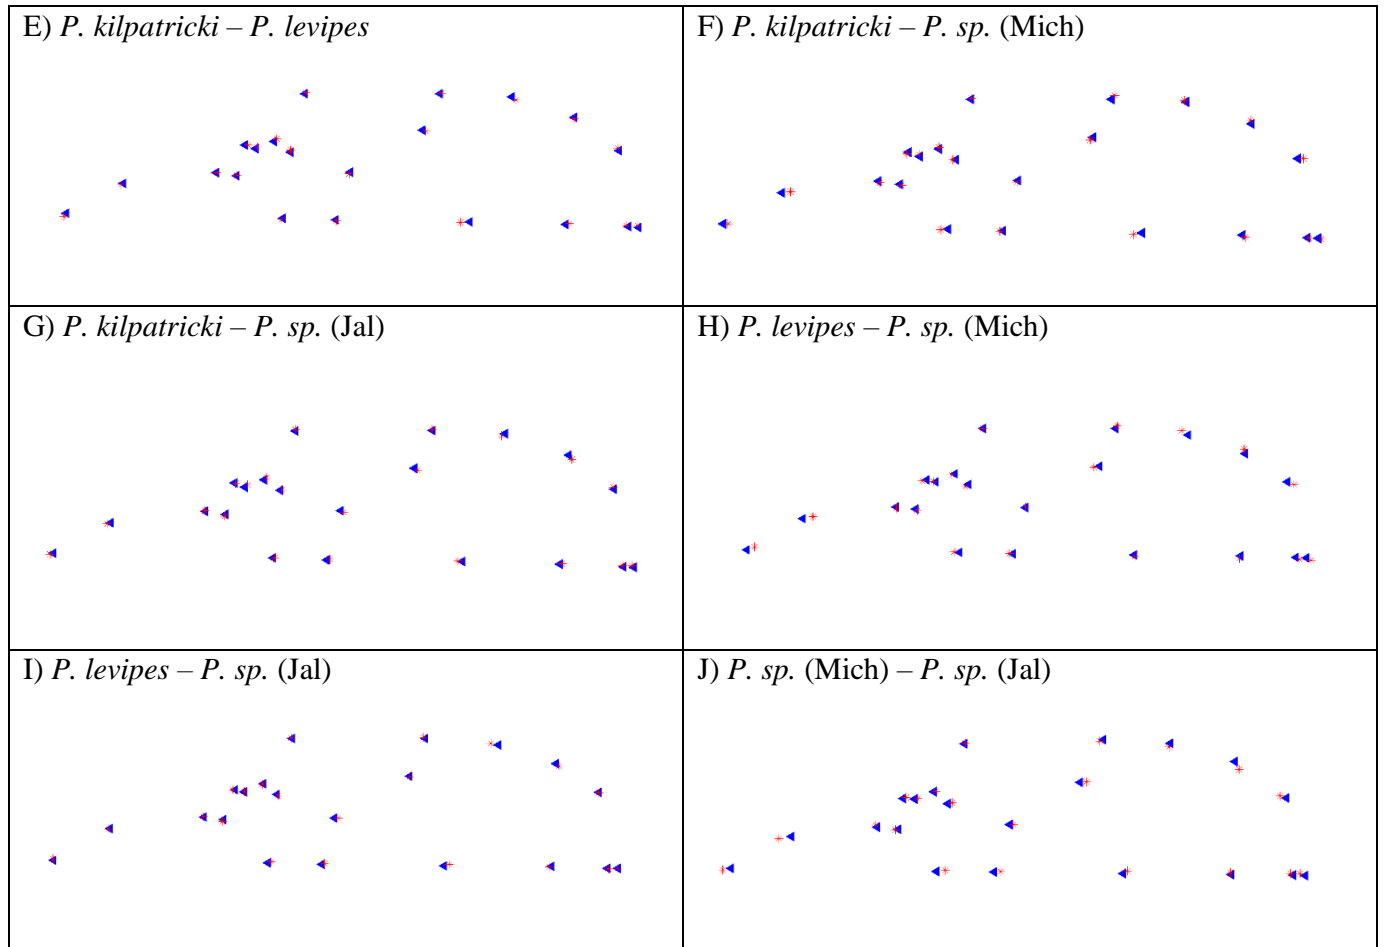 E) P. kilpatricki – P. levipes
F) P. kilpatricki – P. sp. (Mich)
G) P. kilpatricki – P. sp. (Jal)
H) P. levipes – P. sp. (Mich)
I) P. levipes – P. sp. (Jal)
J) P. sp. (Mich) – P. sp. (Jal)